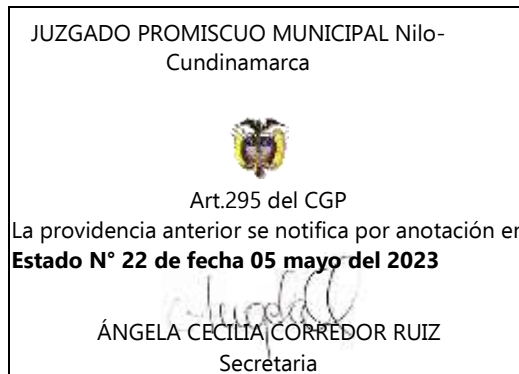 JUZGADO PROMISCUO MUNICIPAL Nilo-
Cundinamarca
Art.295 del CGP
La providencia anterior se notifica por anotación en
Estado N° 22 de fecha 05 mayo del 2023
ÁNGELA CECILIA CORREDOR RUIZ
Secretaria